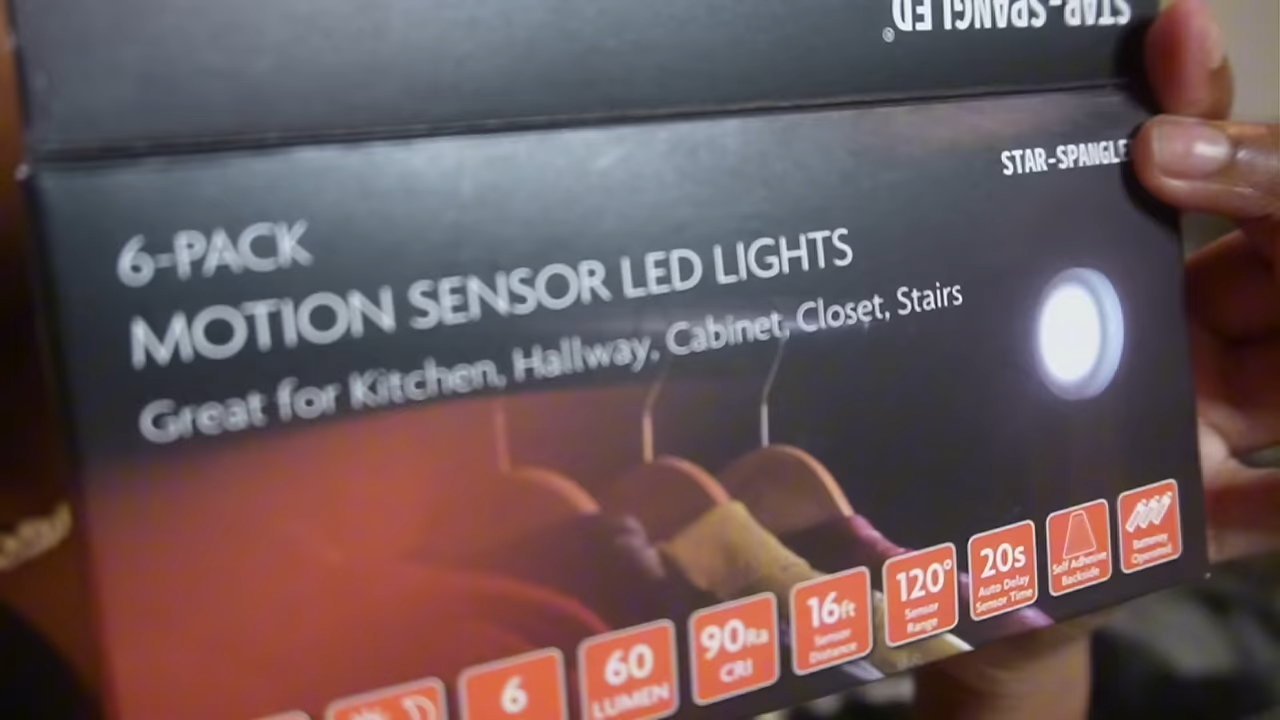 STAR-SPANGLED®
STAR-SPANGLE
6-PACK
MOTION SENSOR LED LIGHTS
Great for Kitchen, Hallway, Cabinet, Closet, Stairs
6
60
LUMEN
90Ra
CRI
16ft
Sensor
Distance
120°
Sensor
Range
20s
Auto Delay
Sensor Time
Self Adhesive
Backside
Battery
Operated